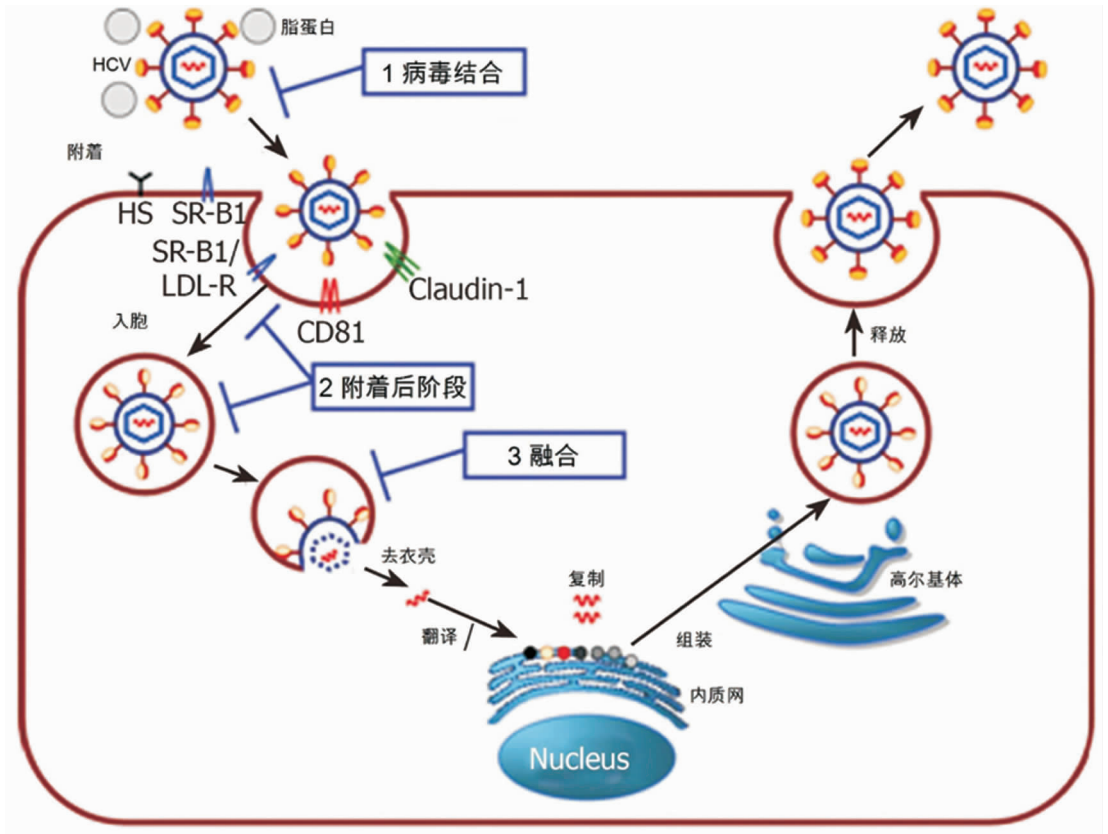 脂蛋白
HCV
1 病毒结合
附着
HS
SR-B1
SR-B1/
LDL-R
Claudin-1
CD81
入胞
2 附着后阶段
3 融合
释放
去衣壳
复制
高尔基体
翻译/
组装
内质网
Nucleus